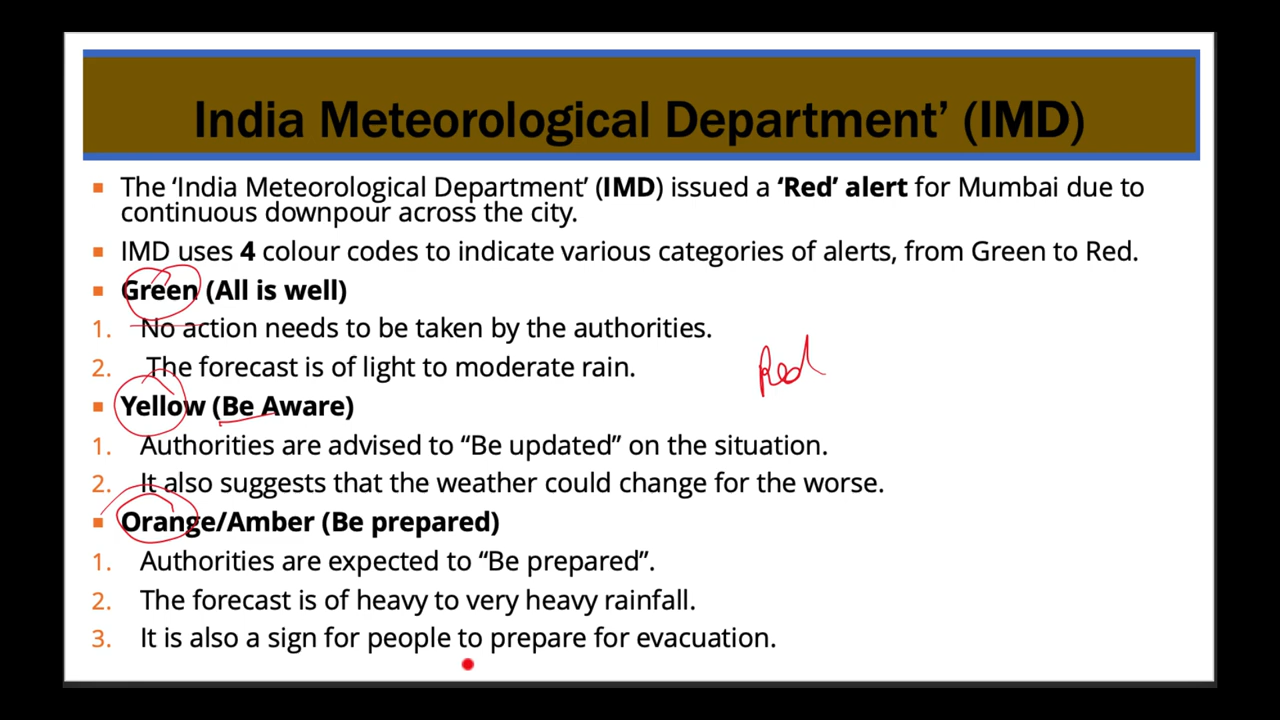 India Meteorological Department’ (IMD)
▪ The ‘India Meteorological Department’ (IMD) issued a ‘Red’ alert for Mumbai due to
continuous downpour across the city.
▪ IMD uses 4 colour codes to indicate various categories of alerts, from Green to Red.
▪ Green (All is well)
1. No action needs to be taken by the authorities.
2. The forecast is of light to moderate rain.
Red
▪ Yellow (Be Aware)
1. Authorities are advised to “Be updated” on the situation.
2. It also suggests that the weather could change for the worse.
▪ Orange/Amber (Be prepared)
1. Authorities are expected to “Be prepared”.
2. The forecast is of heavy to very heavy rainfall.
3. It is also a sign for people to prepare for evacuation.